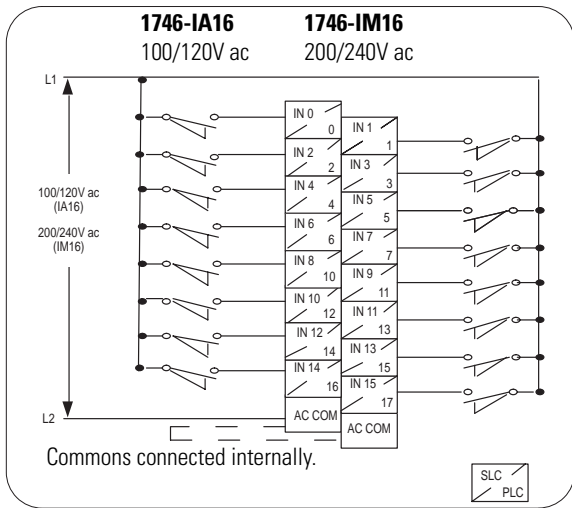 1746-IA16 1746-IM16
100/120V ac 200/240V ac
L1
IN 0
0
IN 1
1
IN 2
2
IN 3
3
IN 4
4
IN 5
5
IN 6
6
IN 7
7
IN 8
10
IN 9
11
IN 10
12
IN 11
13
IN 12
14
IN 13
15
IN 14
16
IN 15
17
100/120V ac
(IA16)
200/240V ac
(IM16)
L2
AC COM
AC COM
Commons connected internally.
SLC
PLC